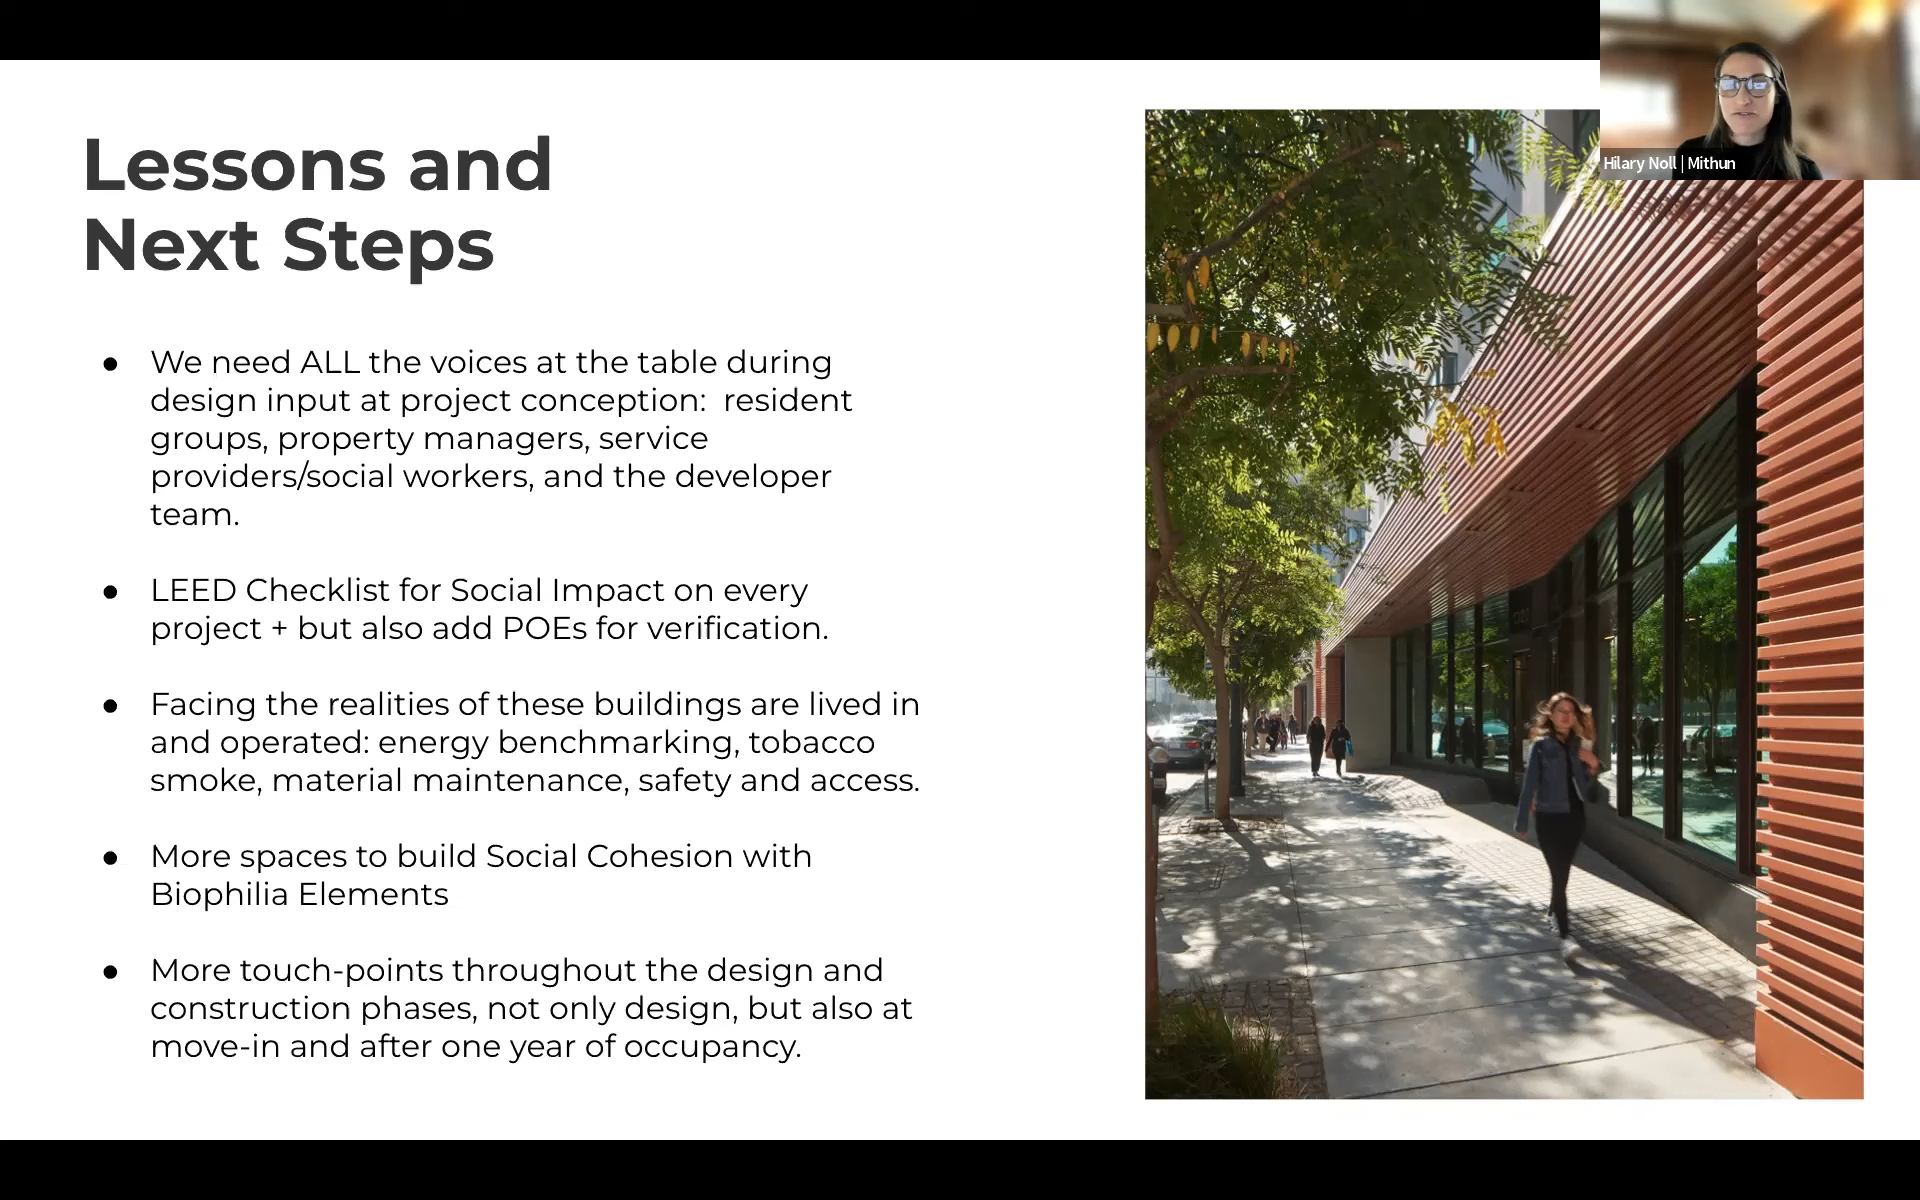 Hilary Noll | Mithun
Lessons and
Next Steps
● We need ALL the voices at the table during
design input at project conception:  resident
groups, property managers, service
providers/social workers, and the developer
team.
● LEED Checklist for Social Impact on every
project + but also add POEs for verification.
● Facing the realities of these buildings are lived in
and operated: energy benchmarking, tobacco
smoke, material maintenance, safety and access.
● More spaces to build Social Cohesion with
Biophilia Elements
● More touch-points throughout the design and
construction phases, not only design, but also at
move-in and after one year of occupancy.